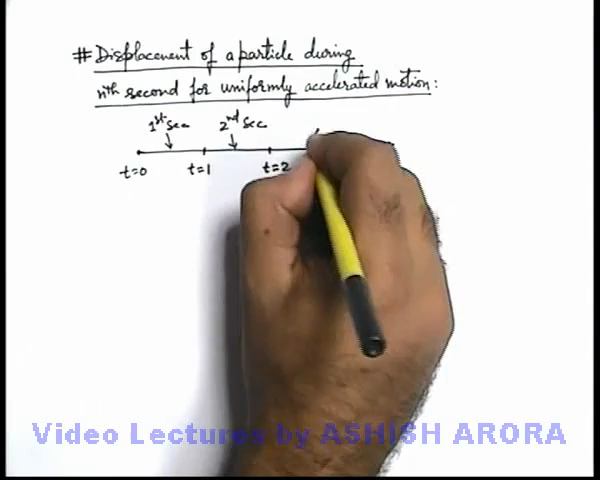 # Displacement of a particle during
nth second for uniformly accelerated motion:
1st Sec 2nd Sec
t=0 t=1 t=2
Video Lectures by ASHISH ARORA